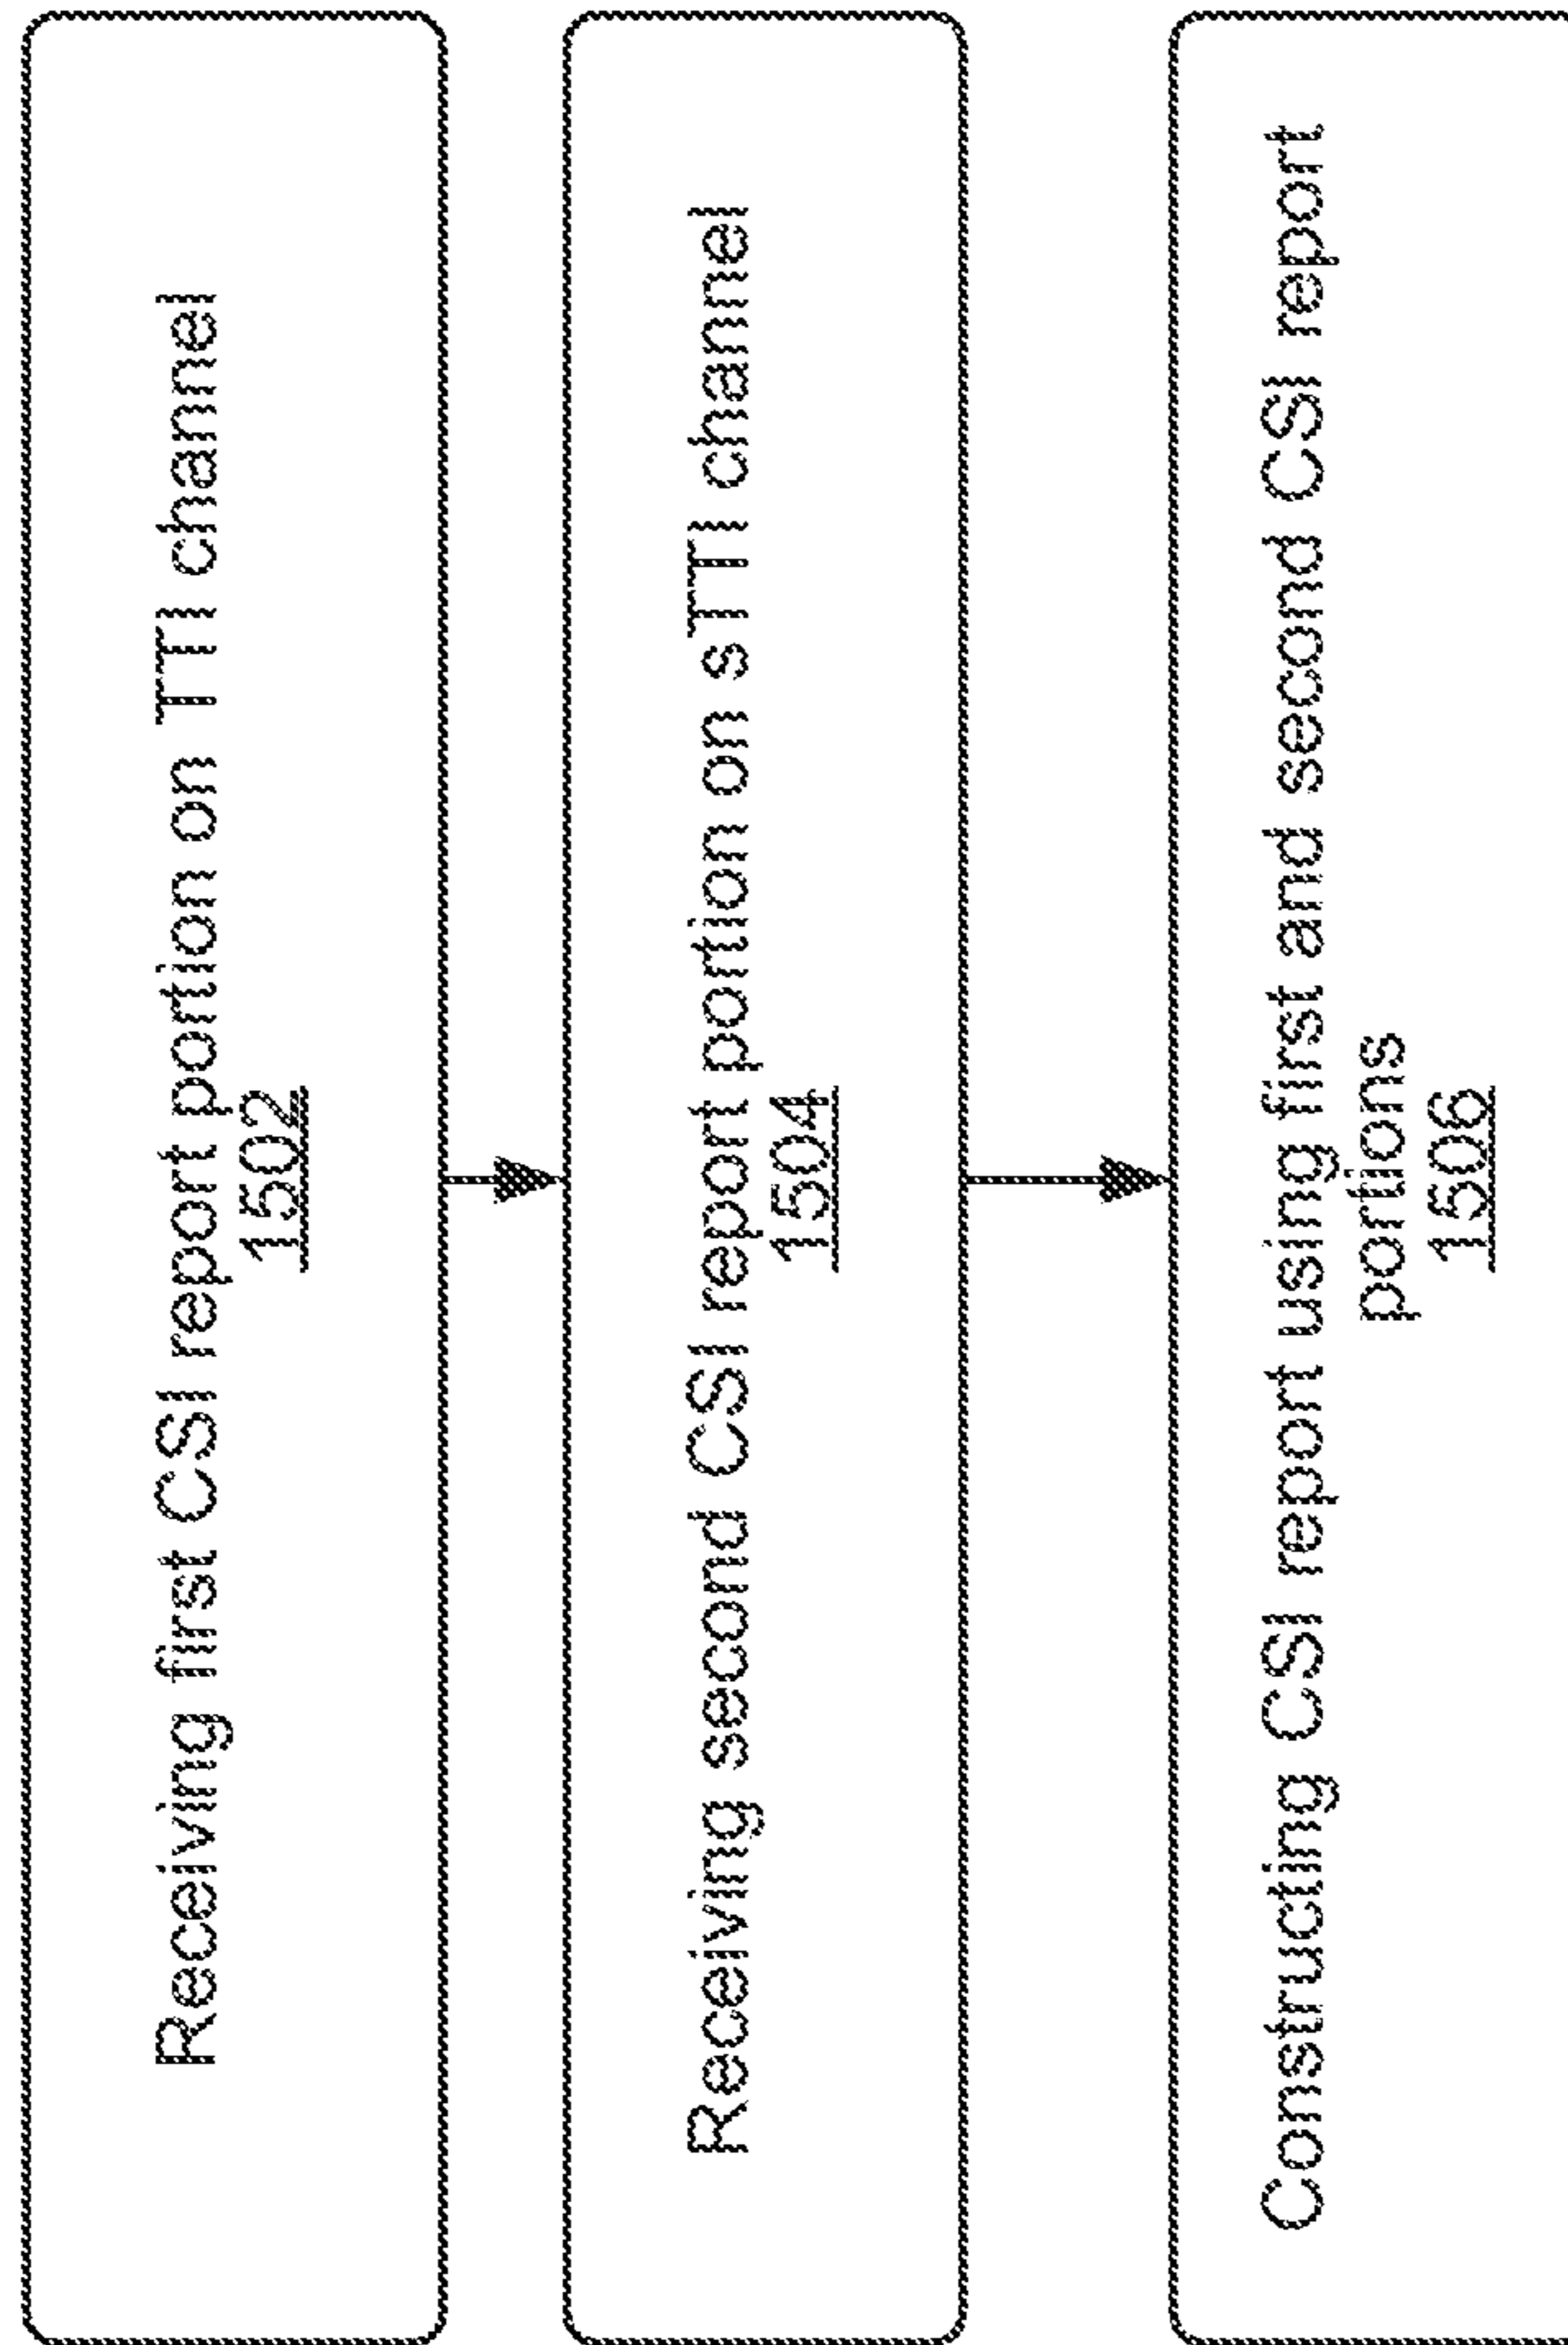 Receiving first CSI report portion on TTI channel
1502
Receiving second CSI report portion on sTTI channel
1504
Constructing CSI report using first and second CSI report
portions
1506